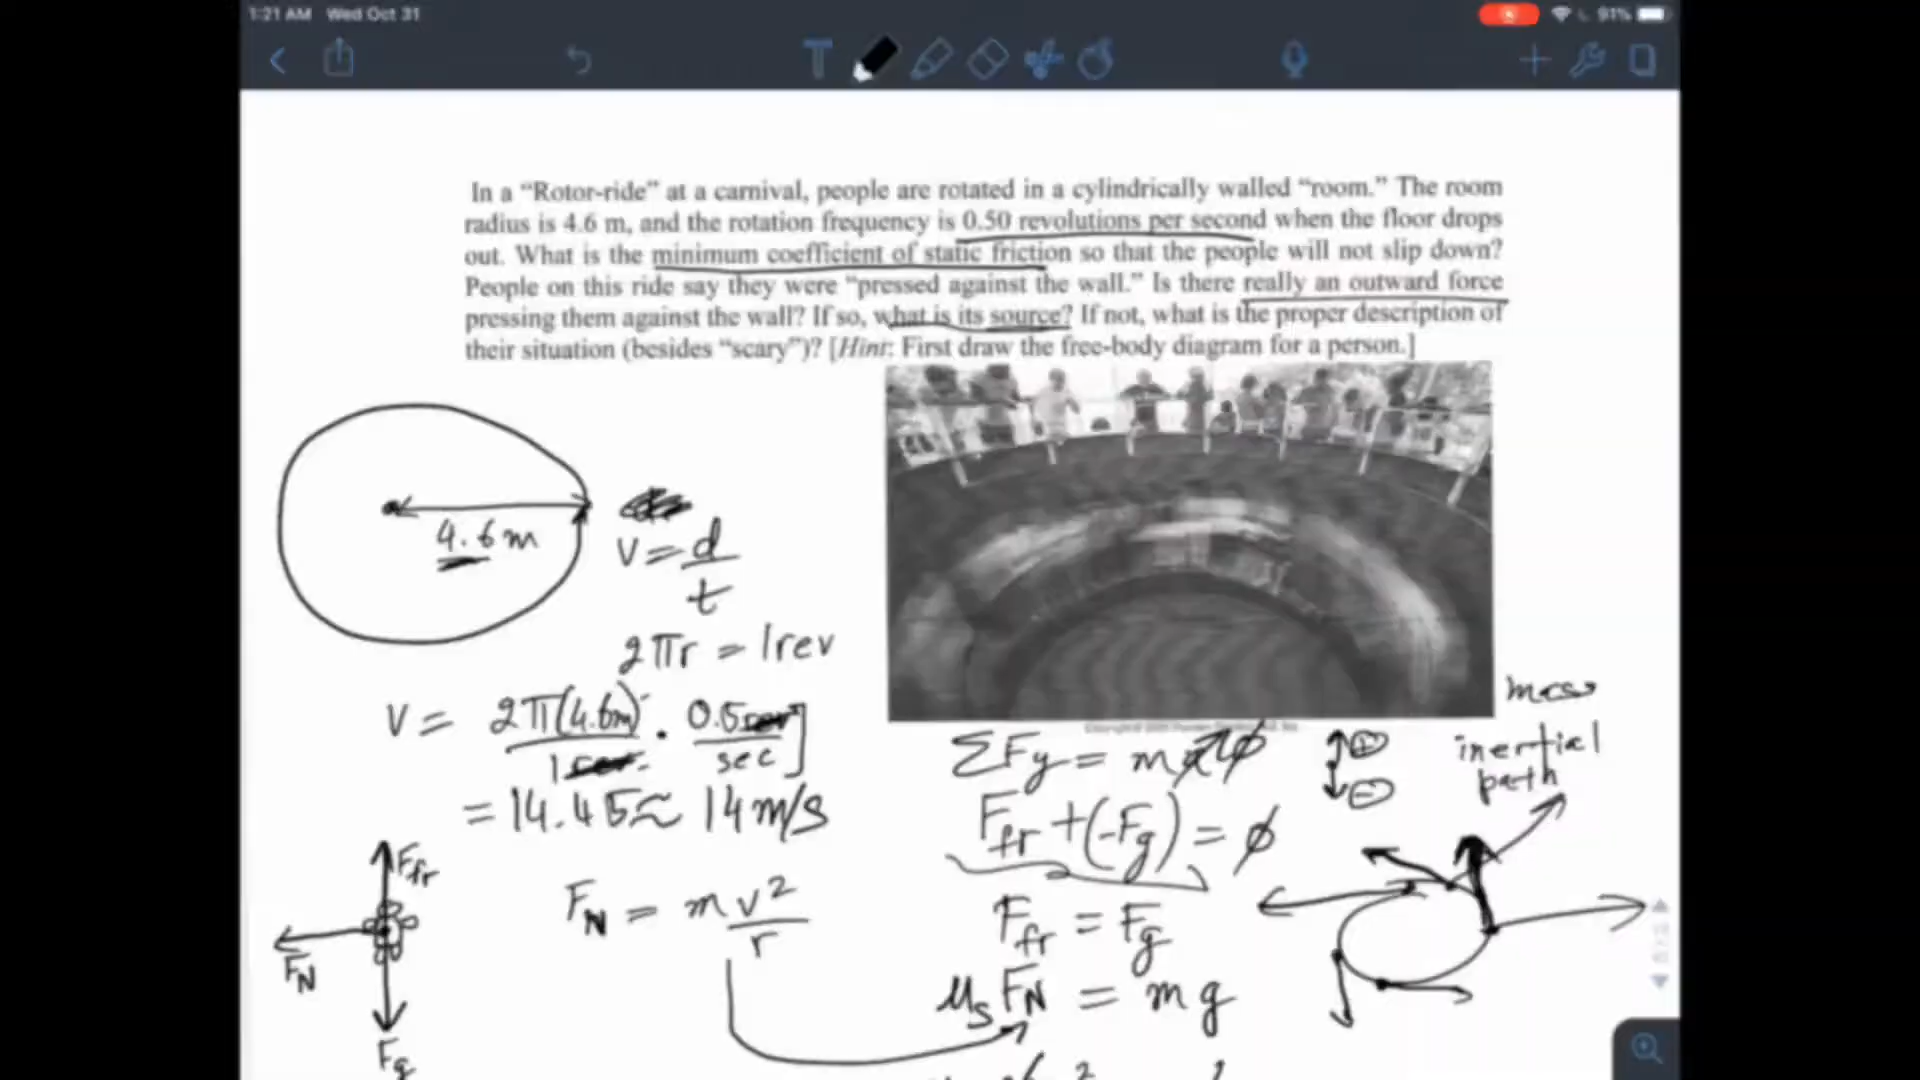 1:21 AM Wed Oct 31
91%
T
In a “Rotor-ride” at a carnival, people are rotated in a cylindrically walled “room.” The room
radius is 4.6 m, and the rotation frequency is 0.50 revolutions per second when the floor drops
out. What is the minimum coefficient of static friction so that the people will not slip down?
People on this ride say they were “pressed against the wall.” Is there really an outward force
pressing them against the wall? If so, what is its source? If not, what is the proper description of
their situation (besides “scary”)? [Hint: First draw the free-body diagram for a person.]
4.6m
V = d/t
2πr = 1rev
V = 2π(4.6m)/1 · 0.5/sec]
= 14.45 ≈ 14 m/s
Ffr
FN
Fg
FN = m v²/r
ΣFy = ma
Ffr + (-Fg) = ∅
Ffr = Fg
μs FN = mg
+
−
inertial
path